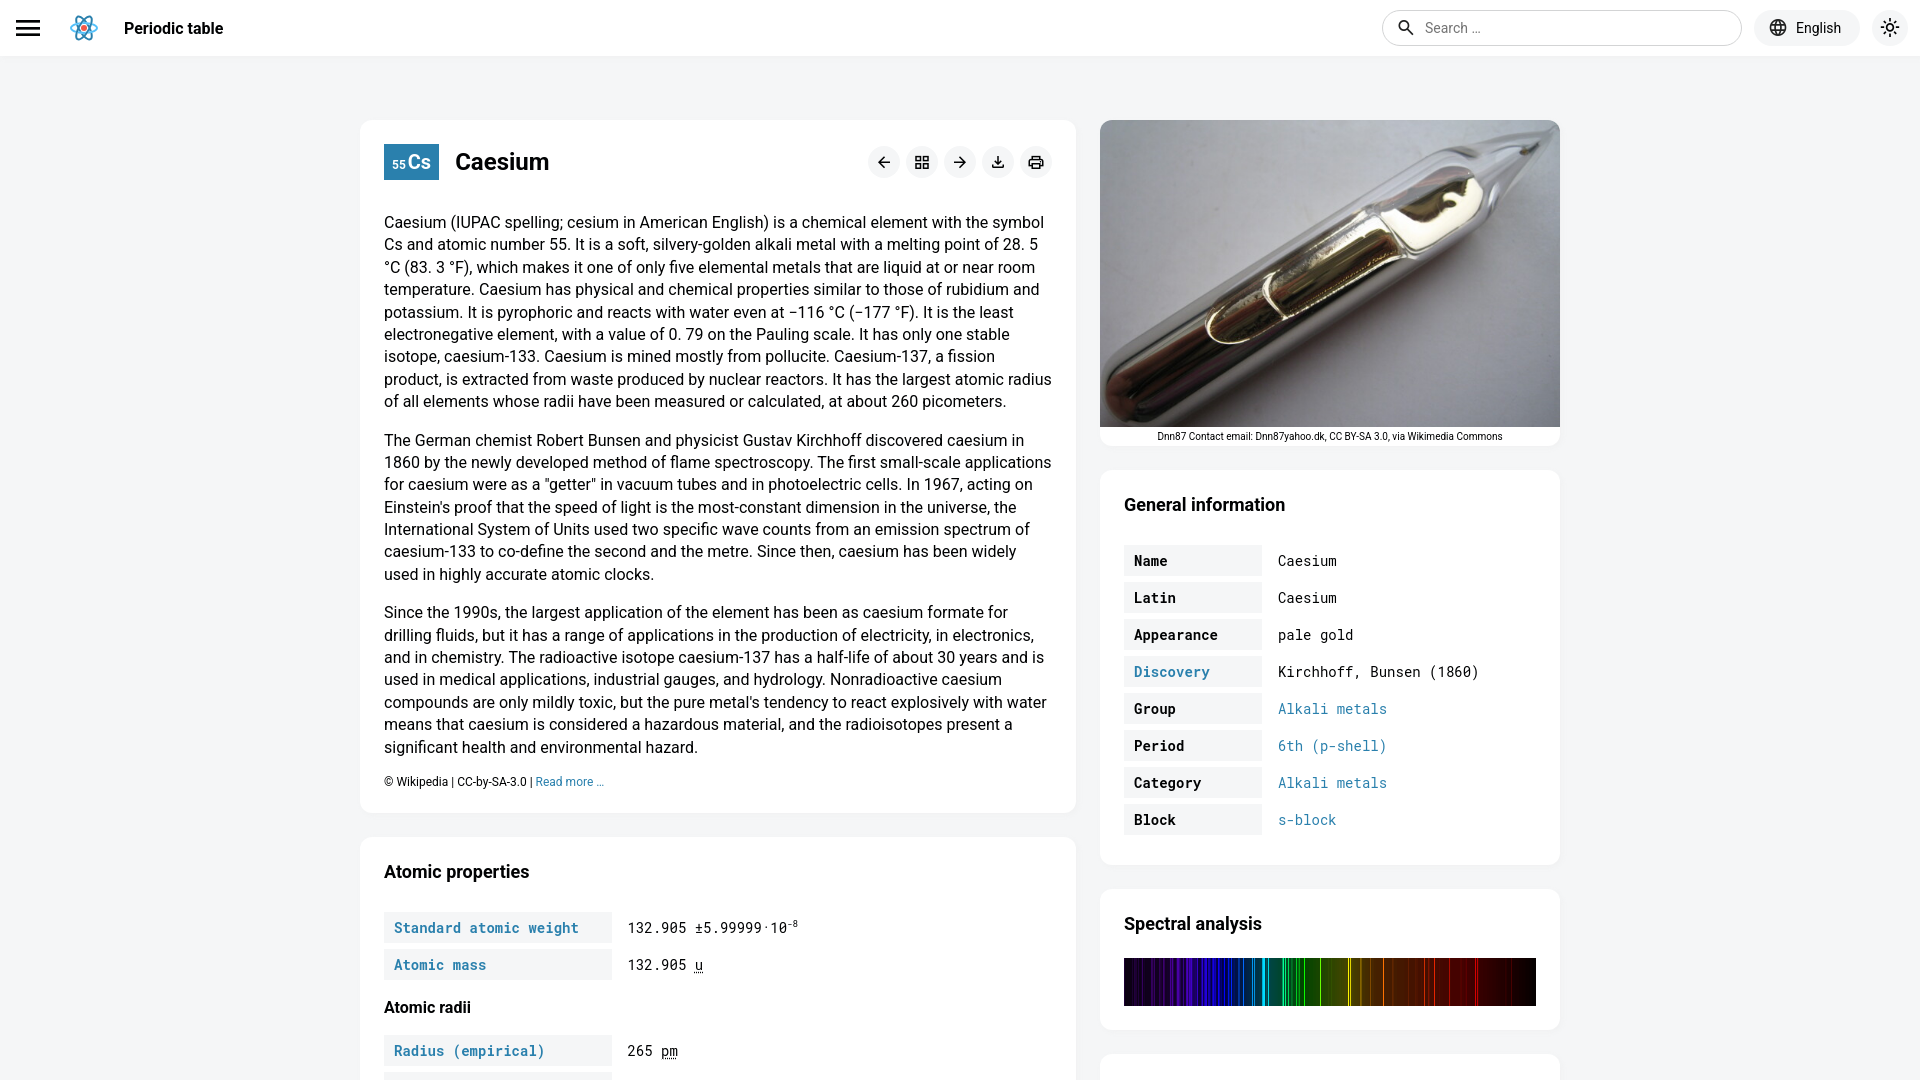 Periodic table
Search …
English
55 Cs
Caesium
Caesium (IUPAC spelling; cesium in American English) is a chemical element with the symbol
Cs and atomic number 55. It is a soft, silvery-golden alkali metal with a melting point of 28. 5
°C (83. 3 °F), which makes it one of only five elemental metals that are liquid at or near room
temperature. Caesium has physical and chemical properties similar to those of rubidium and
potassium. It is pyrophoric and reacts with water even at −116 °C (−177 °F). It is the least
electronegative element, with a value of 0. 79 on the Pauling scale. It has only one stable
isotope, caesium-133. Caesium is mined mostly from pollucite. Caesium-137, a fission
product, is extracted from waste produced by nuclear reactors. It has the largest atomic radius
of all elements whose radii have been measured or calculated, at about 260 picometers.
The German chemist Robert Bunsen and physicist Gustav Kirchhoff discovered caesium in
1860 by the newly developed method of flame spectroscopy. The first small-scale applications
for caesium were as a "getter" in vacuum tubes and in photoelectric cells. In 1967, acting on
Einstein's proof that the speed of light is the most-constant dimension in the universe, the
International System of Units used two specific wave counts from an emission spectrum of
caesium-133 to co-define the second and the metre. Since then, caesium has been widely
used in highly accurate atomic clocks.
Since the 1990s, the largest application of the element has been as caesium formate for
drilling fluids, but it has a range of applications in the production of electricity, in electronics,
and in chemistry. The radioactive isotope caesium-137 has a half-life of about 30 years and is
used in medical applications, industrial gauges, and hydrology. Nonradioactive caesium
compounds are only mildly toxic, but the pure metal's tendency to react explosively with water
means that caesium is considered a hazardous material, and the radioisotopes present a
significant health and environmental hazard.
© Wikipedia | CC-by-SA-3.0 | Read more …
Atomic properties
Standard atomic weight 132.905 ±5.99999·10⁻⁸
Atomic mass 132.905 u
Atomic radii
Radius (empirical) 265 pm
Dnn87 Contact email: Dnn87yahoo.dk, CC BY-SA 3.0, via Wikimedia Commons
General information
Name Caesium
Latin Caesium
Appearance pale gold
Discovery Kirchhoff, Bunsen (1860)
Group Alkali metals
Period 6th (p-shell)
Category Alkali metals
Block s-block
Spectral analysis